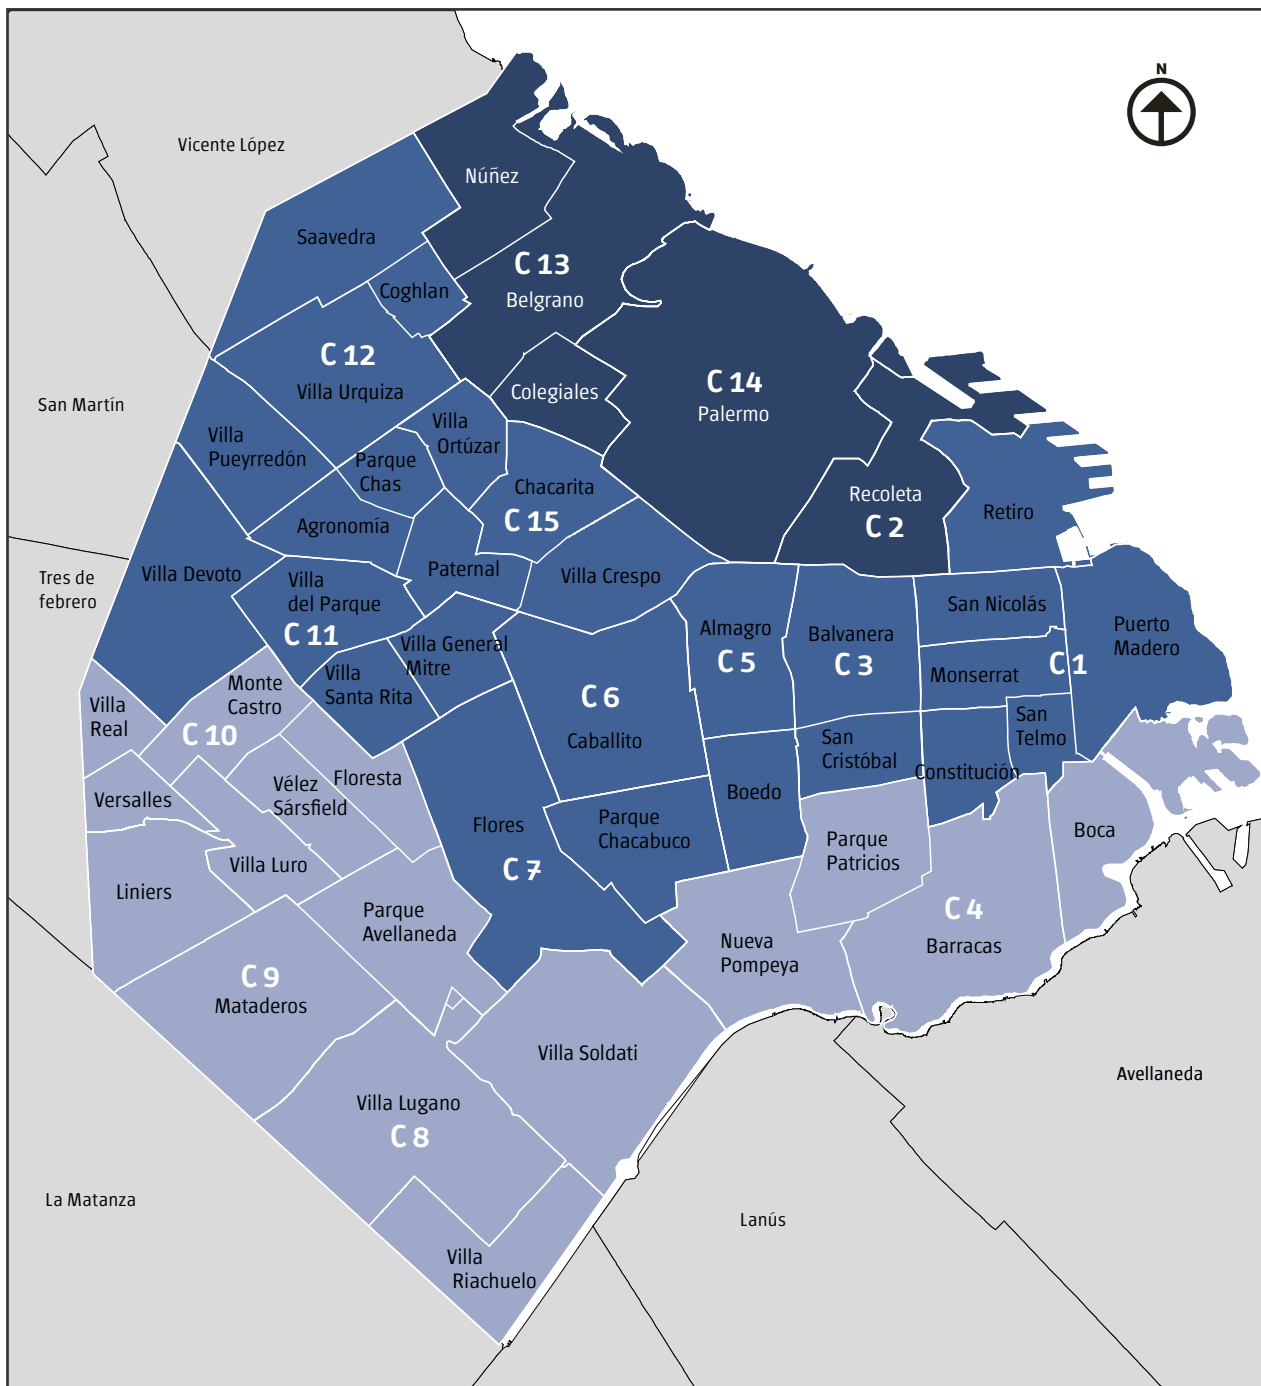 N
Vicente López
Núñez
Saavedra
C 13
Belgrano
Coghlan
C 12
Villa Urquiza
Colegiales
C 14
Palermo
San Martín
Villa
Pueyrredón
Villa
Ortúzar
Parque
Chas
Chacarita
C 15
Recoleta
C 2
Retiro
Agronomía
Tres de
febrero
Villa Devoto
Villa
del Parque
C 11
Paternal
Villa Crespo
San Nicolás
Puerto
Madero
Almagro
C 5
Balvanera
C 3
Villa General
Mitre
Monserrat
C 1
Villa
Santa Rita
Monte
Castro
Villa
Real
C 10
C 6
Caballito
San
Telmo
San
Cristóbal
Constitución
Versalles
Vélez
Sársfield
Floresta
Boedo
Flores
C 7
Parque
Chacabuco
Parque
Patricios
Boca
Villa Luro
Liniers
Parque
Avellaneda
C 4
Barracas
Nueva
Pompeya
C 9
Mataderos
Villa Soldati
Avellaneda
Villa Lugano
C 8
La Matanza
Lanús
Villa
Riachuelo